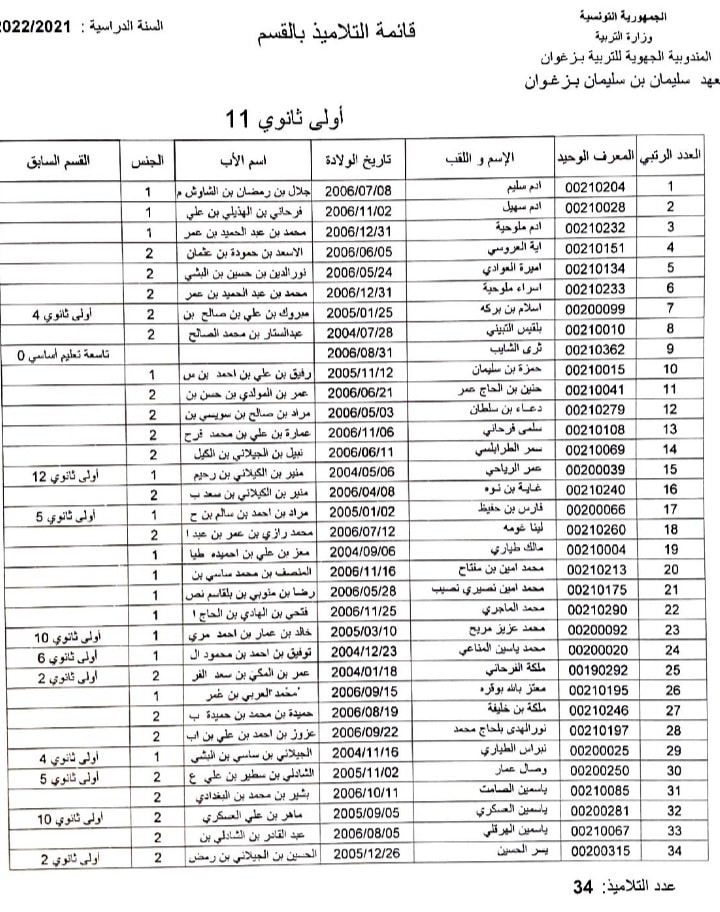 الجمهورية التونسية
وزارة التربية
المندوبية الجهوية للتربية بـزغوان
عهد سليمان بن سليمان بـزغـوان
قائمة التلاميذ بالقسم
السنة الدراسية : 2022/2021
أولى ثانوي 11
العدد الرتبي المعرف الوحيد الإسم و اللقب تاريخ الولادة اسم الأب الجنس القسم السابق
1 00210204 ادم سليم 2006/07/08 جلال بن رمضان بن الشاوش م 1
2 00210028 ادم سهيل 2006/11/02 فرحاني بن الهذيلي بن علي 1
3 00210232 ادم ملوحية 2006/12/31 محمد بن عبد الحميد بن عمر 1
4 00210151 اية العروسي 2006/06/05 الاسعد بن حمودة بن عثمان 2
5 00210134 اميرة العوادي 2006/05/24 نورالدين بن حسين بن البشي 2
6 00210233 اسراء ملوحية 2006/12/31 محمد بن عبد الحميد بن عمر 2
7 00200099 اسلام بن بركه 2005/01/25 مبروك بن علي بن صالح بن 2 أولى ثانوي 4
8 00210010 بلقيس التبيني 2004/07/28 عبدالستار بن محمد الصالح 2
9 00210362 ثرى الشايب 2006/08/31 تاسعة تعليم أساسي 0
10 00210015 حمزة بن سليمان 2005/11/12 رفيق بن علي بن احمد بن س 1
11 00210041 حنين بن الحاج عمر 2006/06/21 عمر بن المولدي بن حسن بن 2
12 00210279 دعاء بن سلطان 2006/05/03 مراد بن صالح بن سويسي بن 2
13 00210108 سلمى فرحاني 2006/11/06 عمارة بن علي بن محمد فرح 2
14 00210069 سمر الطرابلسي 2006/06/11 نبيل بن الجيلاني بن الكيل 2
15 00200039 عمر الرياحي 2004/05/06 منير بن الكيلاني بن رحيم 1 أولى ثانوي 12
16 00210240 غاية بن نوه 2006/04/08 منير بن الكيلاني بن سعد ب 2
17 00200066 فارس بن حفيظ 2005/01/02 مراد بن احمد بن سالم بن ح 1 أولى ثانوي 5
18 00210260 لينا غومه 2006/07/12 محمد رازي بن عمر بن عبد ا 2
19 00210004 مالك طياري 2004/09/06 معز بن علي بن احميده طيا 1
20 00210213 محمد امين بن مفتاح 2006/11/16 المنصف بن محمد ساسي بن 1
21 00210175 محمد امين نصيري نصيب 2006/05/28 رضا بن منوبي بن بلقاسم نص 1
22 00210290 محمد الماجري 2006/11/25 فتحي بن الهادي بن الحاج ا 1
23 00200092 محمد عزيز مربح 2005/03/10 خالد بن عمار بن احمد مري 1 أولى ثانوي 10
24 00200020 محمد ياسين المناعي 2004/12/23 توفيق بن احمد بن محمود ال 1 أولى ثانوي 6
25 00190292 ملكة الفرحاني 2004/01/18 عمر بن المكي بن سعد الفر 2 أولى ثانوي 2
26 00210195 معتز بالله بوقره 2006/09/15 محمد العربي بن عمر 1
27 00210246 ملكة بن خليفة 2006/08/19 حميدة بن محمد بن حميدة ب 2
28 00210197 نورالهدى بلحاج محمد 2006/09/22 عزوز بن احمد بن علي بن اب 2
29 00200025 نبراس الطياري 2004/11/16 الجيلاني بن ساسي بن البشي 1 أولى ثانوي 4
30 00200250 وصال عمار 2005/11/02 الشاذلي بن سطير بن علي ع 2 أولى ثانوي 5
31 00210085 ياسمين الصامت 2006/10/11 بشير بن محمد بن البغدادي 2
32 00200281 ياسمين العسكري 2005/09/05 ماهر بن علي العسكري 2 أولى ثانوي 10
33 00210067 ياسمين الهرقلي 2006/08/05 عبد القادر بن الشاذلي بن 2
34 00200315 يسر الحسين 2005/12/26 الحسين بن الجيلاني بن رمض 2 أولى ثانوي 2
عدد التلاميذ: 34